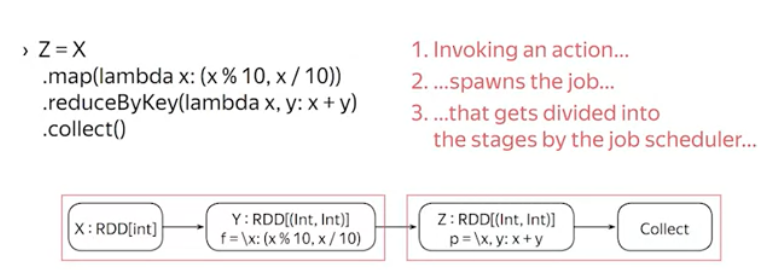 › Z = X
.map(lambda x: (x % 10, x / 10))
.reduceByKey(lambda x, y: x + y)
.collect()
1. Invoking an action...
2. ...spawns the job...
3. ...that gets divided into
the stages by the job scheduler...
X : RDD[int]
Y : RDD[(Int, Int)]
f = \x: (x % 10, x / 10)
Z : RDD[(Int, Int)]
p = \x, y: x + y
Collect